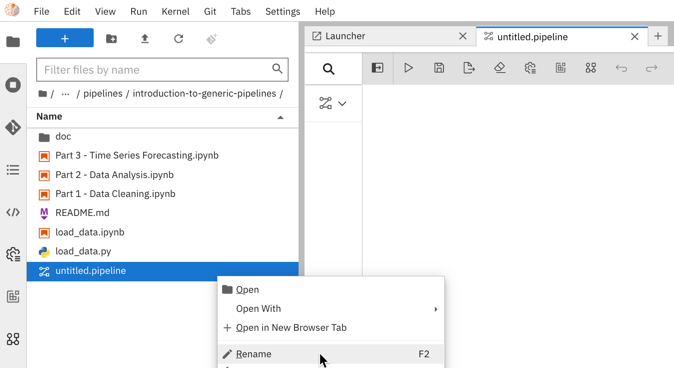 File Edit View Run Kernel Git Tabs Settings Help
+
Filter files by name
/ ··· / pipelines / introduction-to-generic-pipelines /
Name
doc
Part 3 - Time Series Forecasting.ipynb
Part 2 - Data Analysis.ipynb
Part 1 - Data Cleaning.ipynb
README.md
load_data.ipynb
load_data.py
untitled.pipeline
Launcher
untitled.pipeline
+
Open
Open With
Open in New Browser Tab
Rename F2